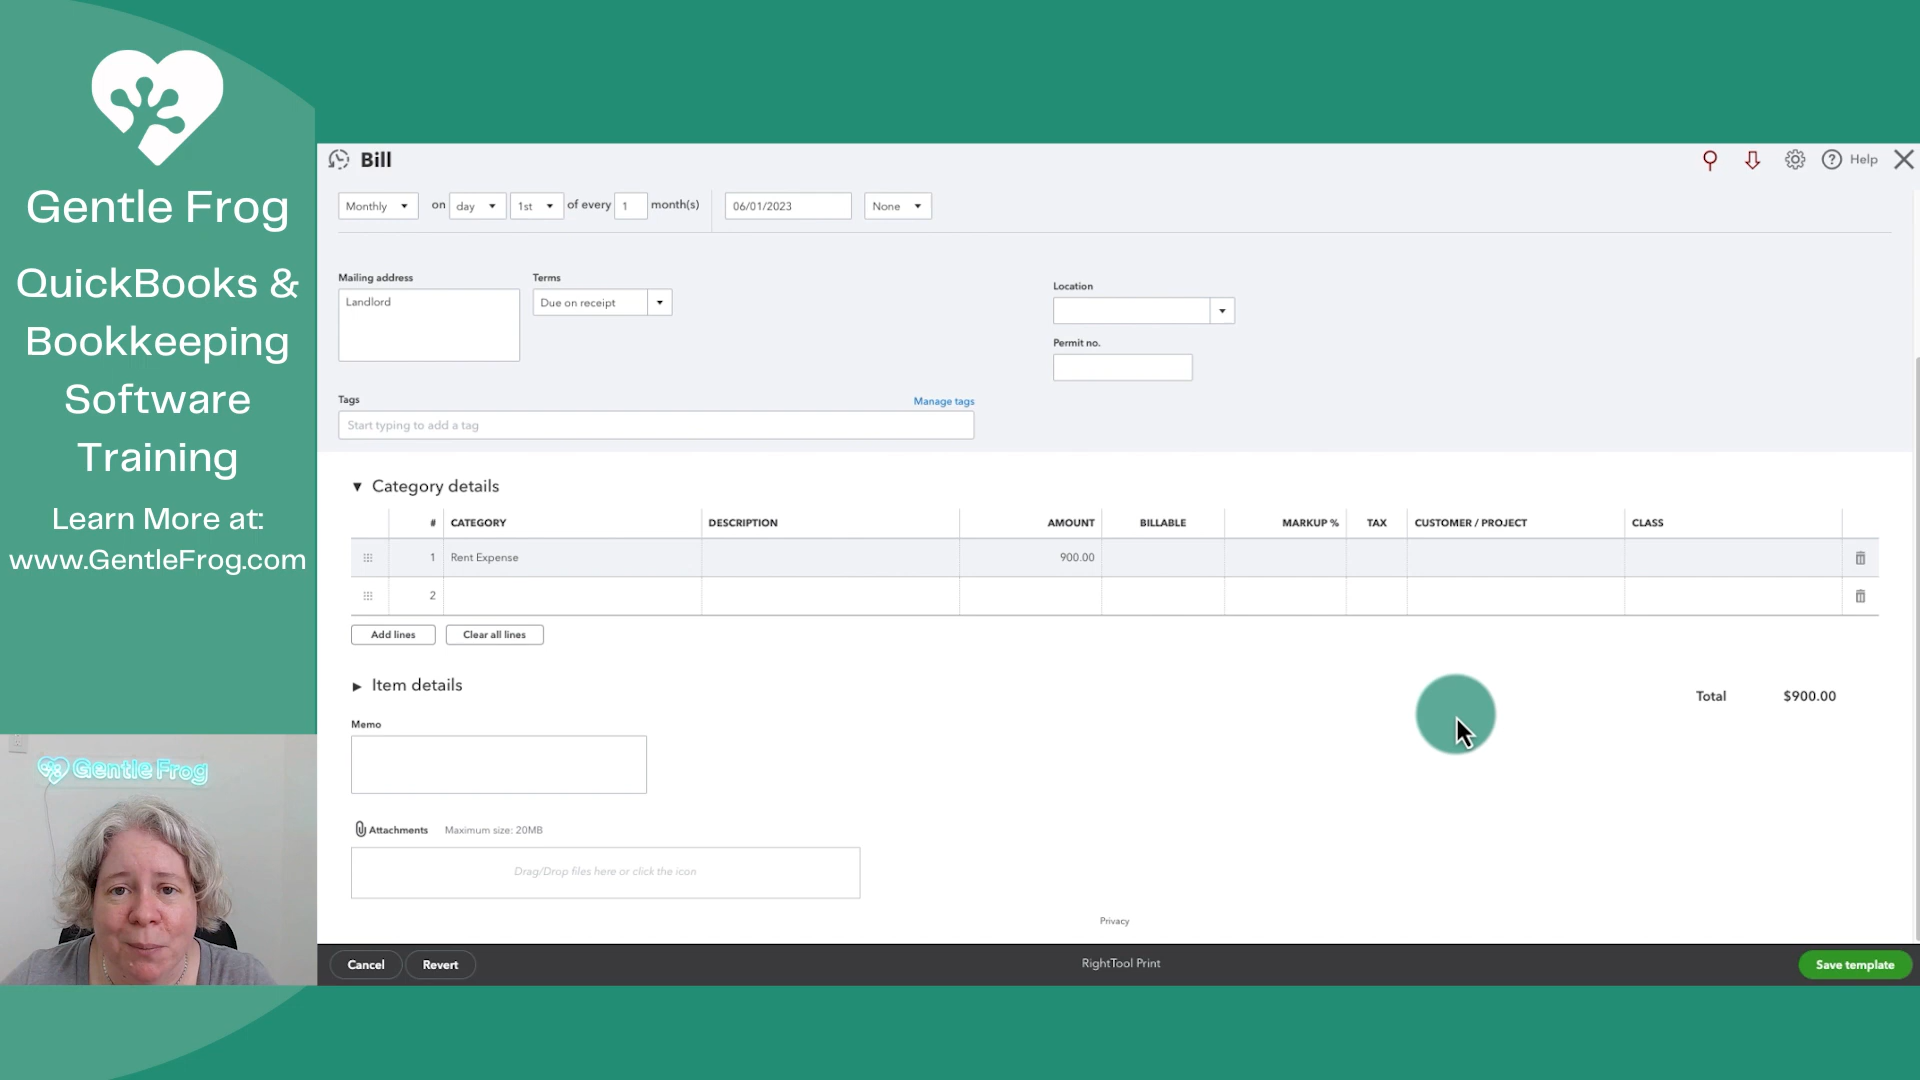 Gentle Frog
QuickBooks &
Bookkeeping
Software
Training
Learn More at:
www.GentleFrog.com
Gentle Frog
Bill
Help
Monthly on day 1st of every 1 month(s) 06/01/2023 None
Mailing address
Landlord
Terms
Due on receipt
Location
Permit no.
Tags
Manage tags
Start typing to add a tag
Category details
# CATEGORY DESCRIPTION AMOUNT BILLABLE MARKUP % TAX CUSTOMER / PROJECT CLASS
1 Rent Expense 900.00
2
Add lines Clear all lines
Item details
Total $900.00
Memo
Attachments Maximum size: 20MB
Drag/Drop files here or click the icon
Privacy
Cancel Revert RightTool Print Save template